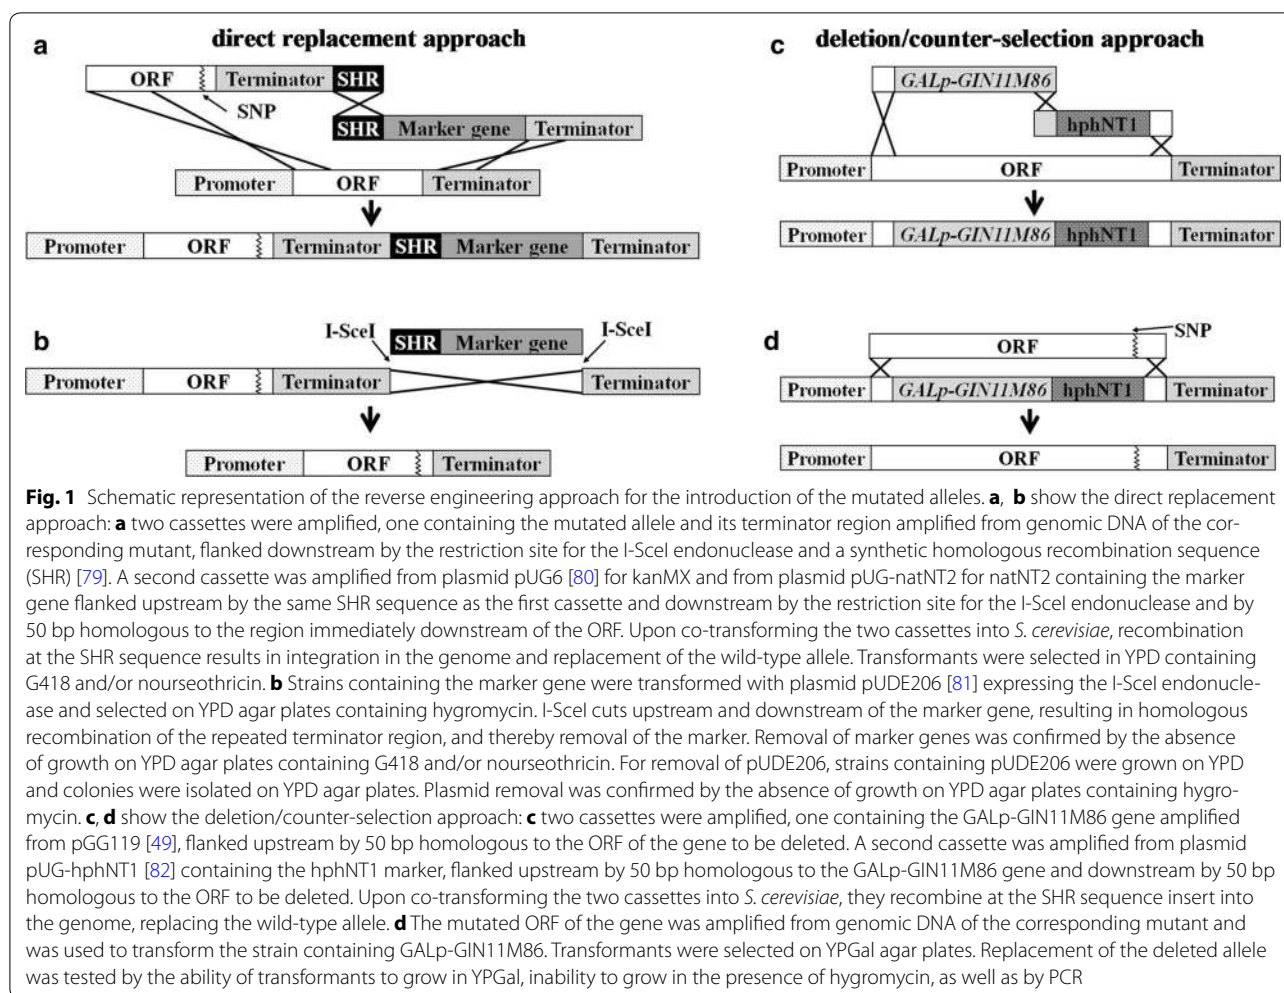 a
direct replacement approach
ORF Terminator SHR
SNP
SHR Marker gene Terminator
Promoter ORF Terminator
Promoter ORF Terminator SHR Marker gene Terminator
b
I-SceI I-SceI
SHR Marker gene
Promoter ORF Terminator Terminator
Promoter ORF Terminator
c
deletion/counter-selection approach
GALp-GIN11M86
hphNT1
Promoter ORF Terminator
Promoter GALp-GIN11M86 hphNT1 Terminator
d
SNP
ORF
Promoter GALp-GIN11M86 hphNT1 Terminator
Promoter ORF Terminator
Fig. 1 Schematic representation of the reverse engineering approach for the introduction of the mutated alleles. a, b show the direct replacement
approach: a two cassettes were amplified, one containing the mutated allele and its terminator region amplified from genomic DNA of the cor-
responding mutant, flanked downstream by the restriction site for the I-SceI endonuclease and a synthetic homologous recombination sequence
(SHR) [79]. A second cassette was amplified from plasmid pUG6 [80] for kanMX and from plasmid pUG-natNT2 for natNT2 containing the marker
gene flanked upstream by the same SHR sequence as the first cassette and downstream by the restriction site for the I-SceI endonuclease and by
50 bp homologous to the region immediately downstream of the ORF. Upon co-transforming the two cassettes into S. cerevisiae, recombination
at the SHR sequence results in integration in the genome and replacement of the wild-type allele. Transformants were selected in YPD containing
G418 and/or nourseothricin. b Strains containing the marker gene were transformed with plasmid pUDE206 [81] expressing the I-SceI endonucle-
ase and selected on YPD agar plates containing hygromycin. I-SceI cuts upstream and downstream of the marker gene, resulting in homologous
recombination of the repeated terminator region, and thereby removal of the marker. Removal of marker genes was confirmed by the absence
of growth on YPD agar plates containing G418 and/or nourseothricin. For removal of pUDE206, strains containing pUDE206 were grown on YPD
and colonies were isolated on YPD agar plates. Plasmid removal was confirmed by the absence of growth on YPD agar plates containing hygro-
mycin. c, d show the deletion/counter-selection approach: c two cassettes were amplified, one containing the GALp-GIN11M86 gene amplified
from pGG119 [49], flanked upstream by 50 bp homologous to the ORF of the gene to be deleted. A second cassette was amplified from plasmid
pUG-hphNT1 [82] containing the hphNT1 marker, flanked upstream by 50 bp homologous to the GALp-GIN11M86 gene and downstream by 50 bp
homologous to the ORF to be deleted. Upon co-transforming the two cassettes into S. cerevisiae, they recombine at the SHR sequence insert into
the genome, replacing the wild-type allele. d The mutated ORF of the gene was amplified from genomic DNA of the corresponding mutant and
was used to transform the strain containing GALp-GIN11M86. Transformants were selected on YPGal agar plates. Replacement of the deleted allele
was tested by the ability of transformants to grow in YPGal, inability to grow in the presence of hygromycin, as well as by PCR